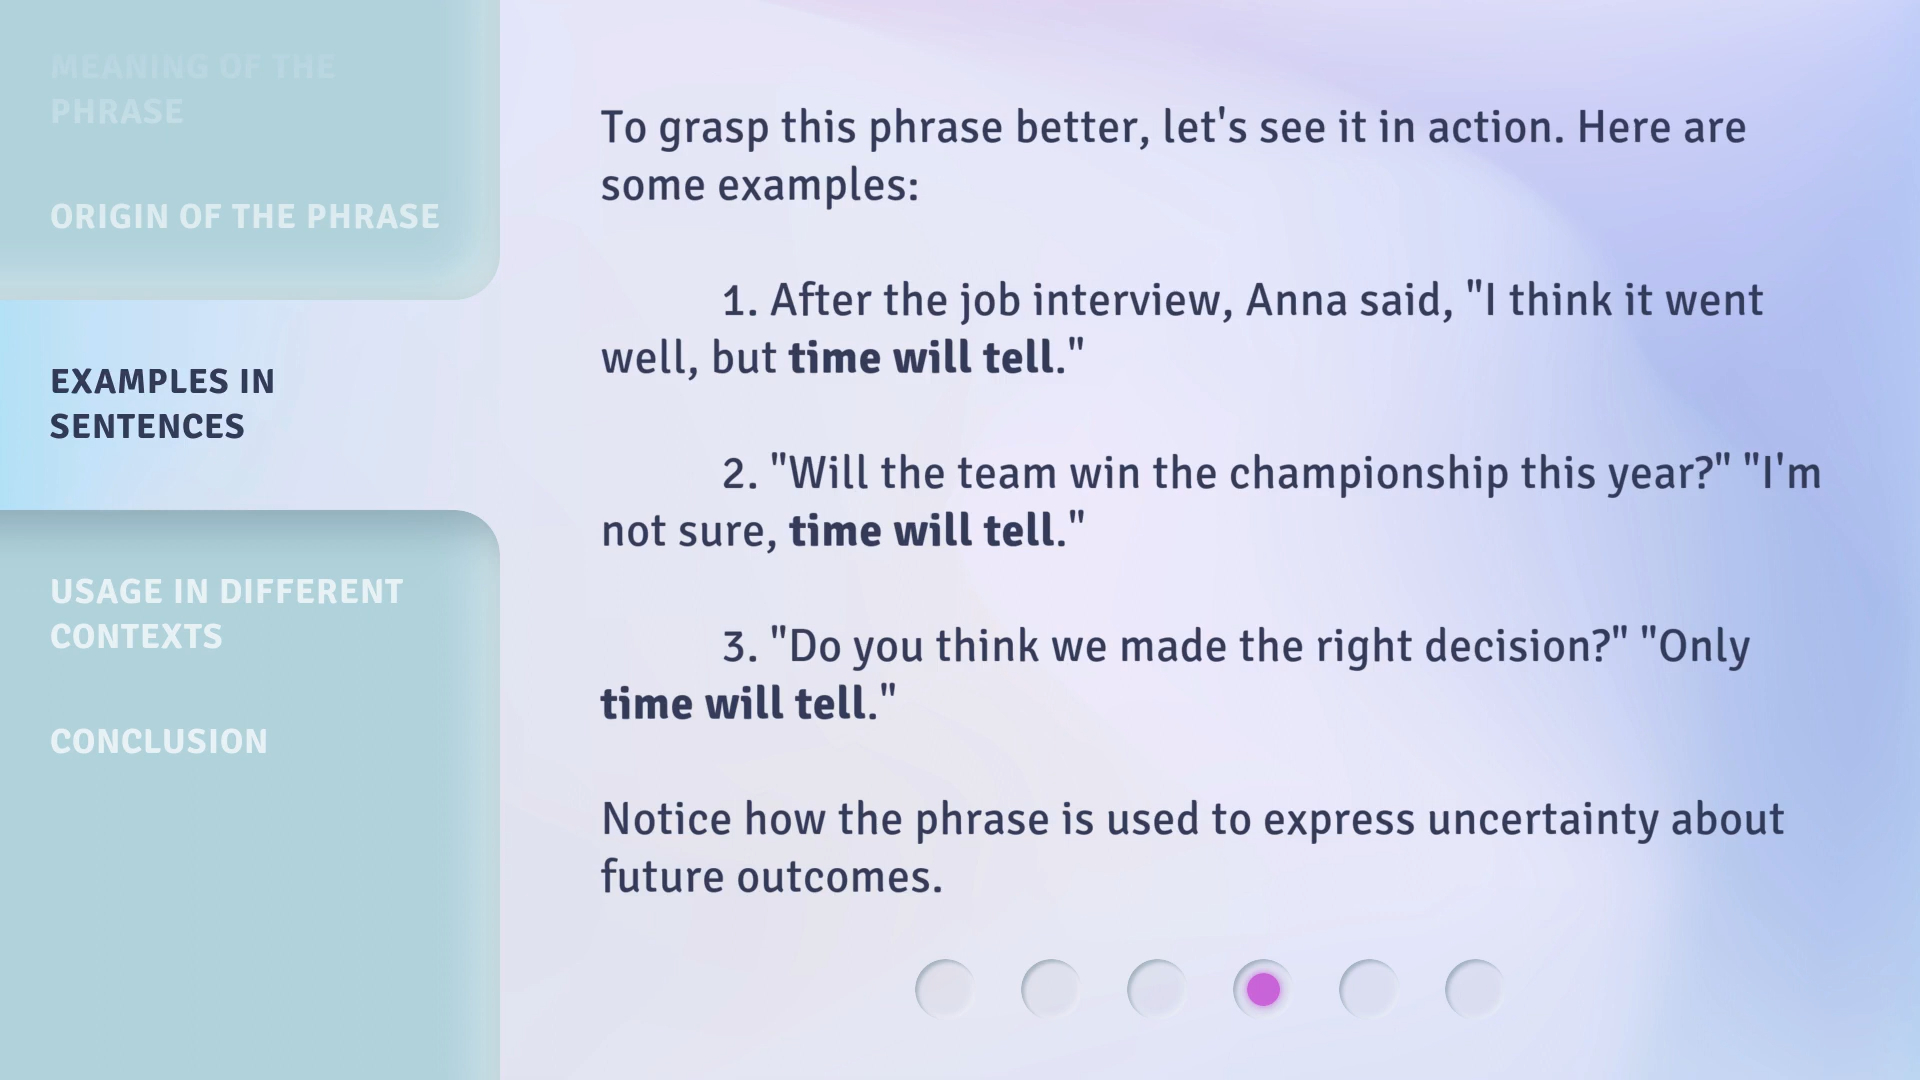 MEANING OF THE
PHRASE
ORIGIN OF THE PHRASE
EXAMPLES IN
SENTENCES
USAGE IN DIFFERENT
CONTEXTS
CONCLUSION
To grasp this phrase better, let's see it in action. Here are
some examples:
1. After the job interview, Anna said, "I think it went
well, but time will tell."
2. "Will the team win the championship this year?" "I'm
not sure, time will tell."
3. "Do you think we made the right decision?" "Only
time will tell."
Notice how the phrase is used to express uncertainty about
future outcomes.